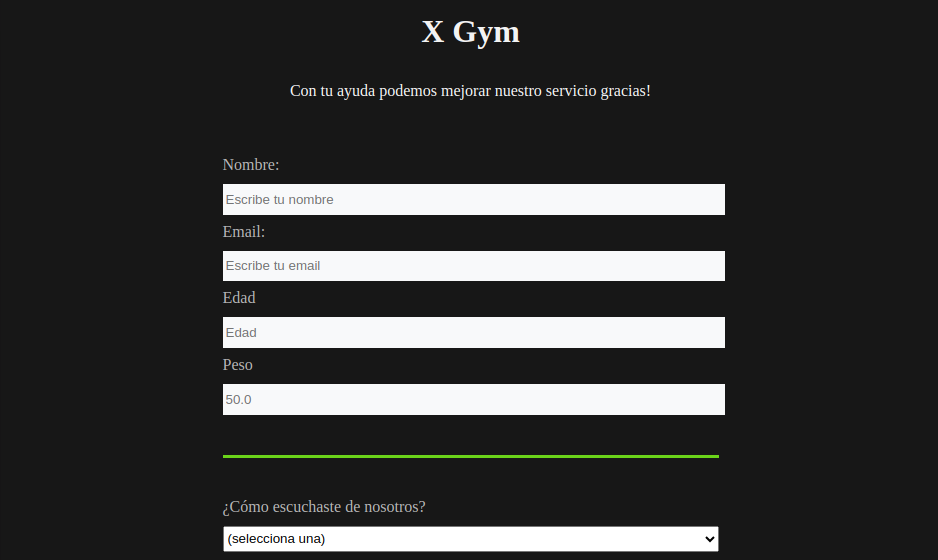 X Gym
Con tu ayuda podemos mejorar nuestro servicio gracias!
Nombre:
Escribe tu nombre
Email:
Escribe tu email
Edad
Edad
Peso
50.0
¿Cómo escuchaste de nosotros?
(selecciona una)